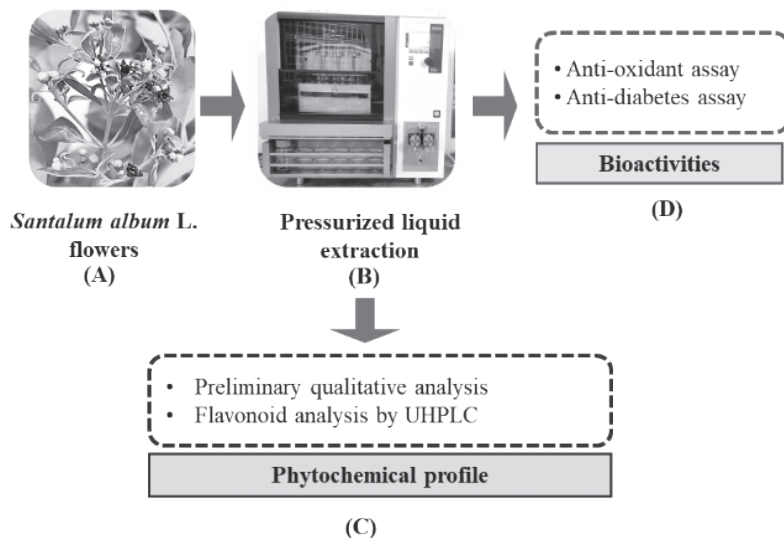 Santalum album L.
flowers
(A)
Pressurized liquid
extraction
(B)
• Anti-oxidant assay
• Anti-diabetes assay
Bioactivities
(D)
• Preliminary qualitative analysis
• Flavonoid analysis by UHPLC
Phytochemical profile
(C)